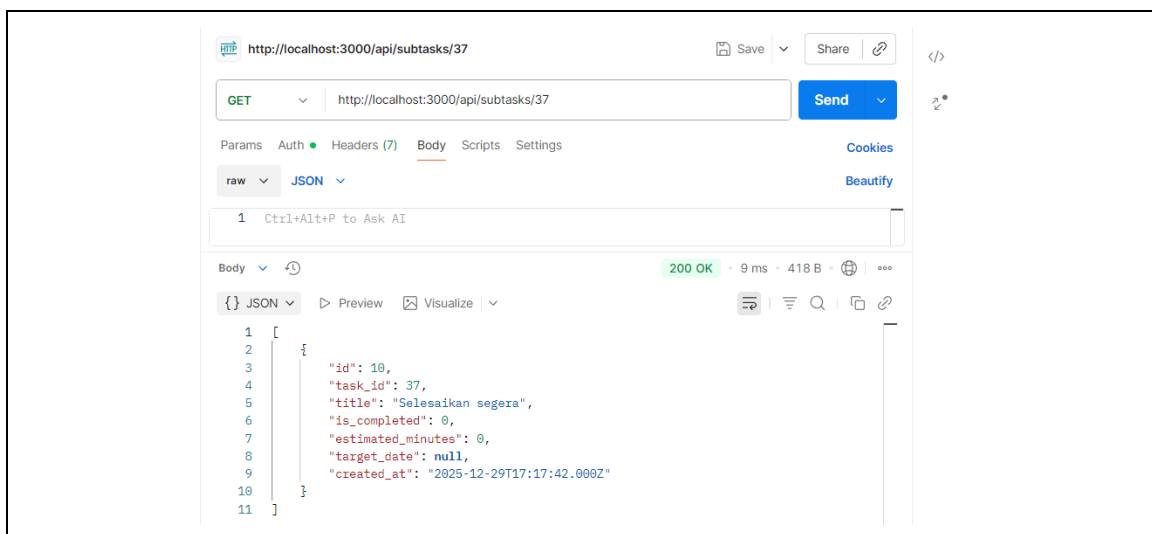 HTTP http://localhost:3000/api/subtasks/37 Save Share
</>
GET http://localhost:3000/api/subtasks/37 Send
Params Auth Headers (7) Body Scripts Settings Cookies
raw JSON Beautify
1 Ctrl+Alt+P to Ask AI
Body 200 OK 9 ms 418 B
{} JSON Preview Visualize
1 [
2 {
3 "id": 10,
4 "task_id": 37,
5 "title": "Selesaikan segera",
6 "is_completed": 0,
7 "estimated_minutes": 0,
8 "target_date": null,
9 "created_at": "2025-12-29T17:17:42.000Z"
10 }
11 ]